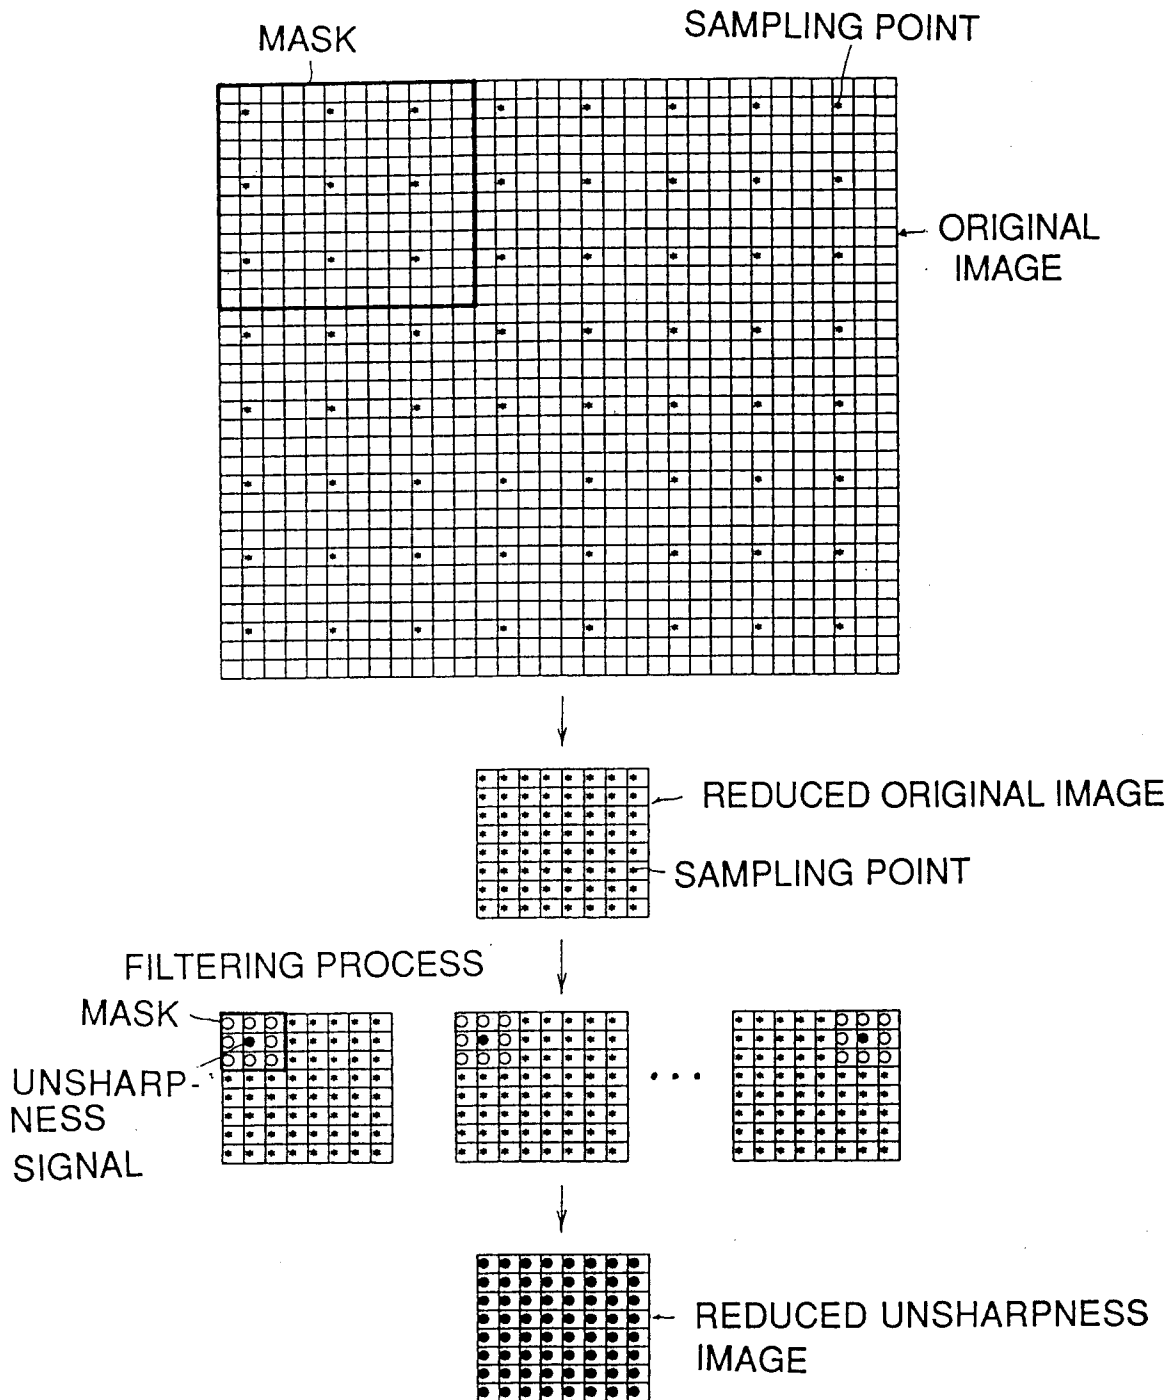 MASK
SAMPLING POINT
ORIGINAL
IMAGE
REDUCED ORIGINAL IMAGE
SAMPLING POINT
FILTERING PROCESS
MASK
UNSHARP-
NESS
SIGNAL
REDUCED UNSHARPNESS
IMAGE